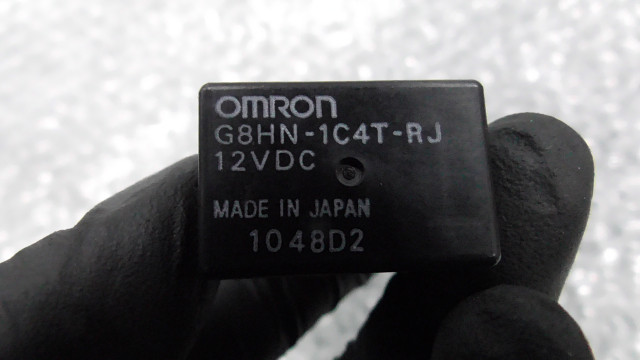 OMRON
G8HN-1C4T-RJ
12VDC
MADE IN JAPAN
1048D2